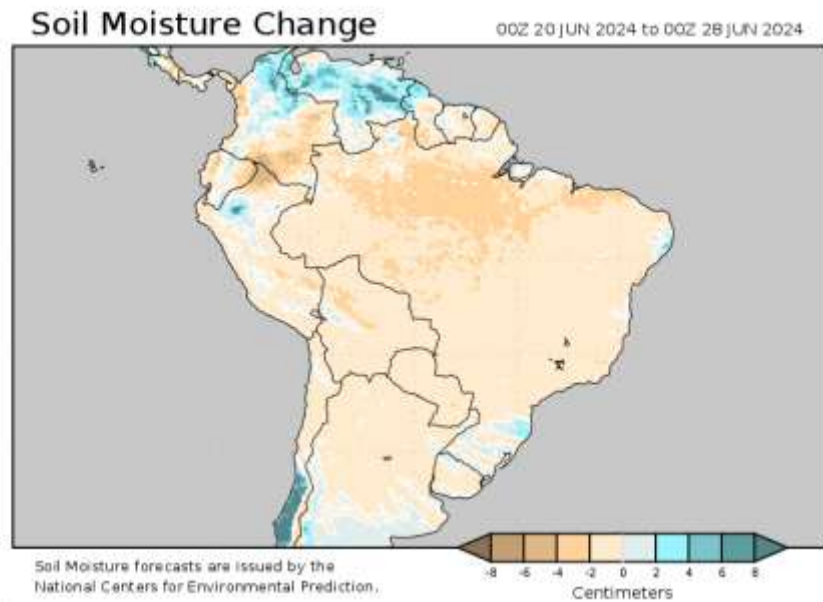 Soil Moisture Change
00Z 20 JUN 2024 to 00Z 28 JUN 2024
-8 -6 -4 -2 0 2 4 6 8
Centimeters
Soil Moisture forecasts are issued by the
National Centers for Environmental Prediction.